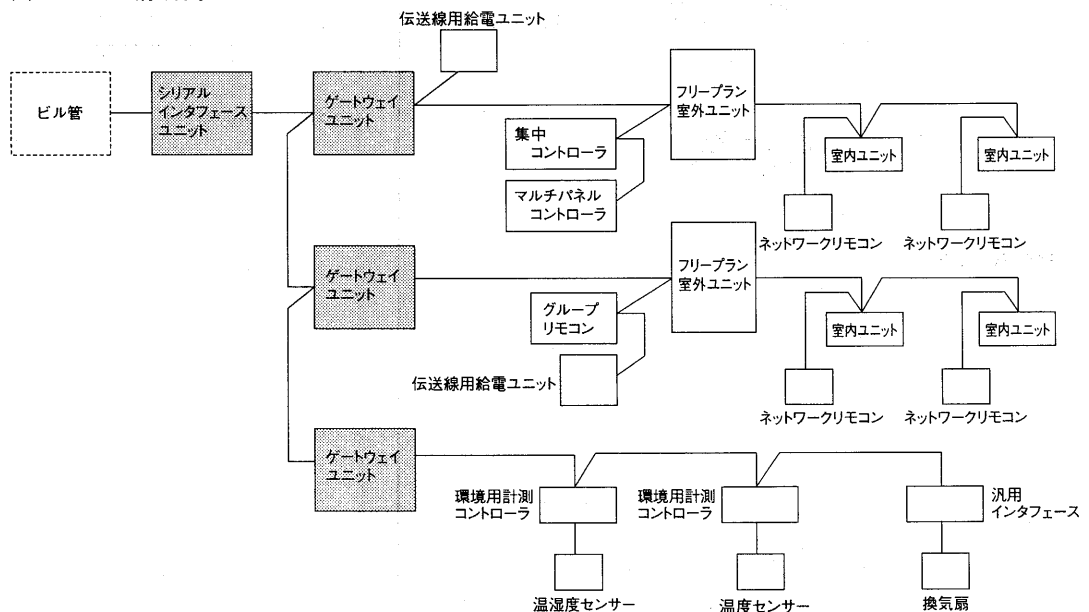 伝送線用給電ユニット
ビル管
シリアル
インタフェース
ユニット
ゲートウェイ
ユニット
フリープラン
室外ユニット
集中
コントローラ
マルチパネル
コントローラ
室内ユニット
室内ユニット
ネットワークリモコン
ネットワークリモコン
ゲートウェイ
ユニット
フリープラン
室外ユニット
グループ
リモコン
伝送線用給電ユニット
室内ユニット
室内ユニット
ネットワークリモコン
ネットワークリモコン
ゲートウェイ
ユニット
環境用計測
コントローラ
環境用計測
コントローラ
汎用
インタフェース
温湿度センサー
温度センサー
換気扇